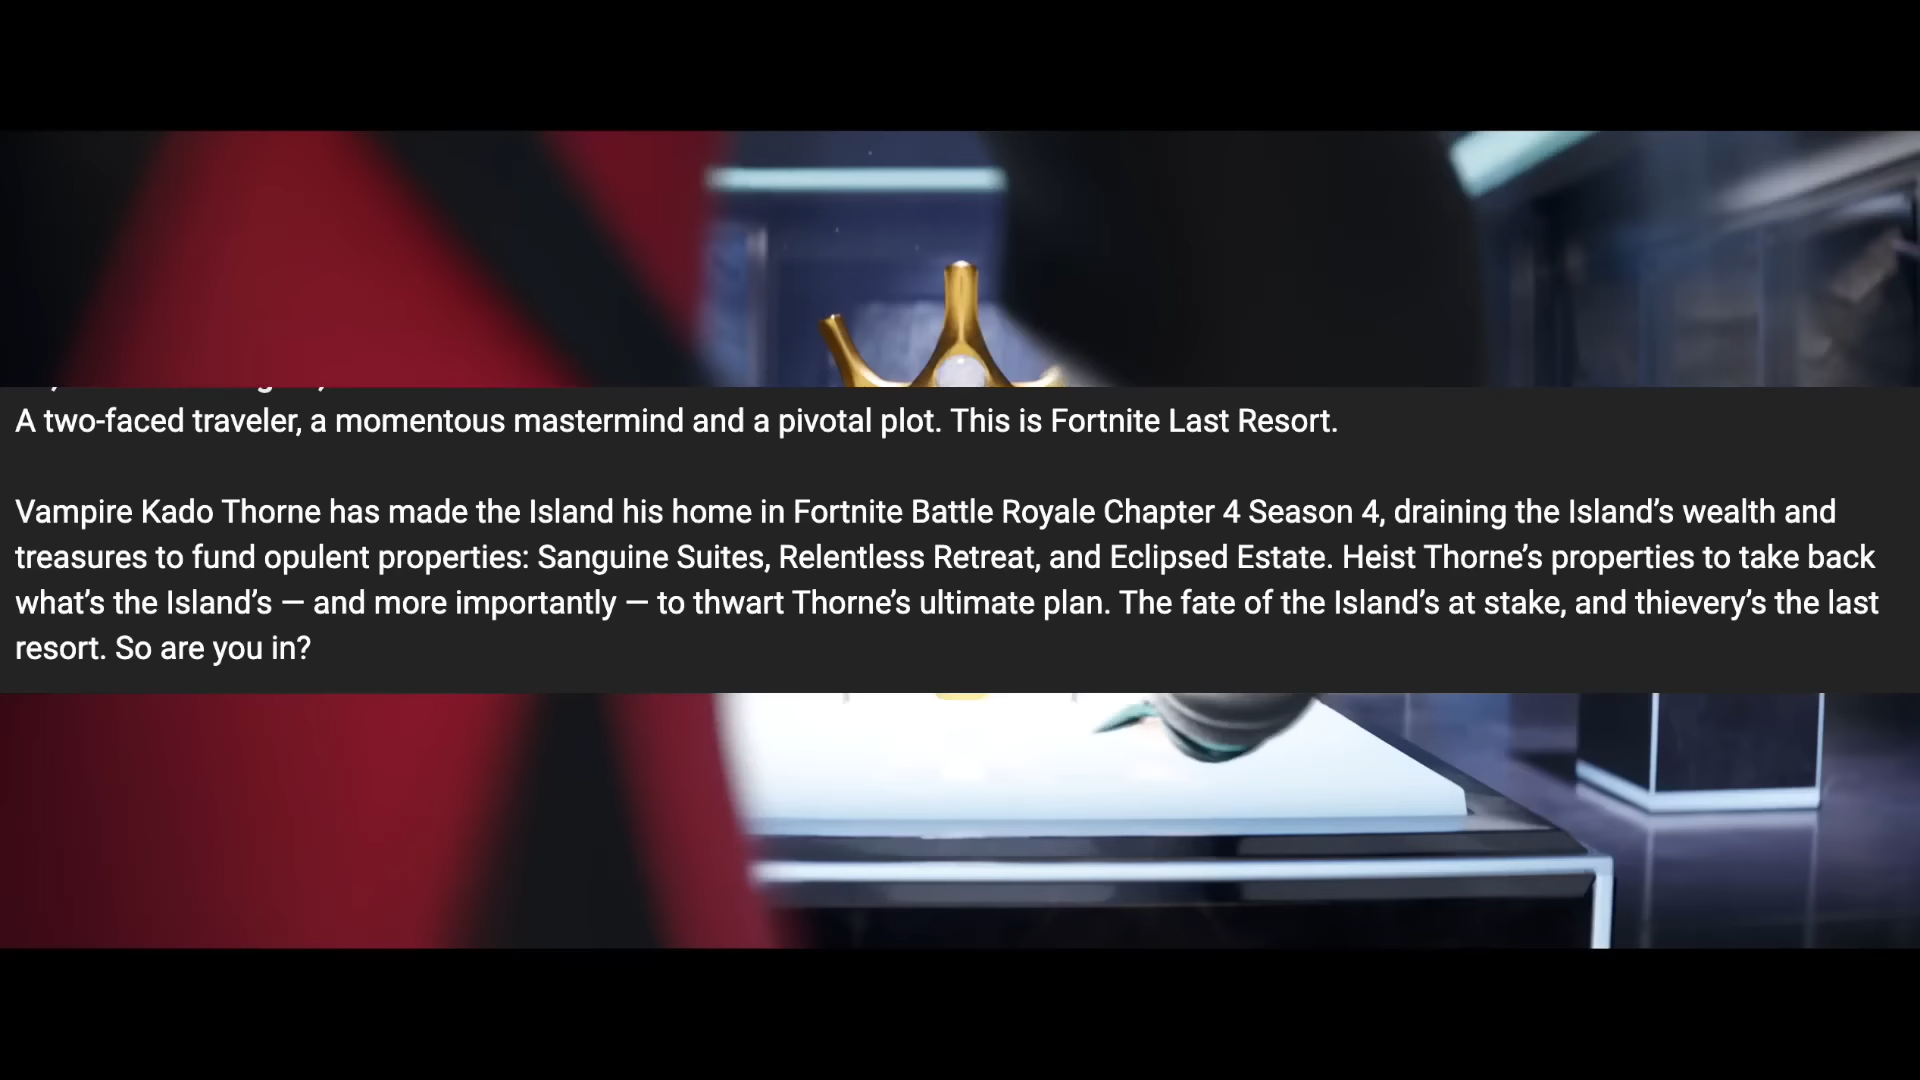 A two-faced traveler, a momentous mastermind and a pivotal plot. This is Fortnite Last Resort.
Vampire Kado Thorne has made the Island his home in Fortnite Battle Royale Chapter 4 Season 4, draining the Island’s wealth and
treasures to fund opulent properties: Sanguine Suites, Relentless Retreat, and Eclipsed Estate. Heist Thorne’s properties to take back
what’s the Island’s — and more importantly — to thwart Thorne’s ultimate plan. The fate of the Island’s at stake, and thievery’s the last
resort. So are you in?